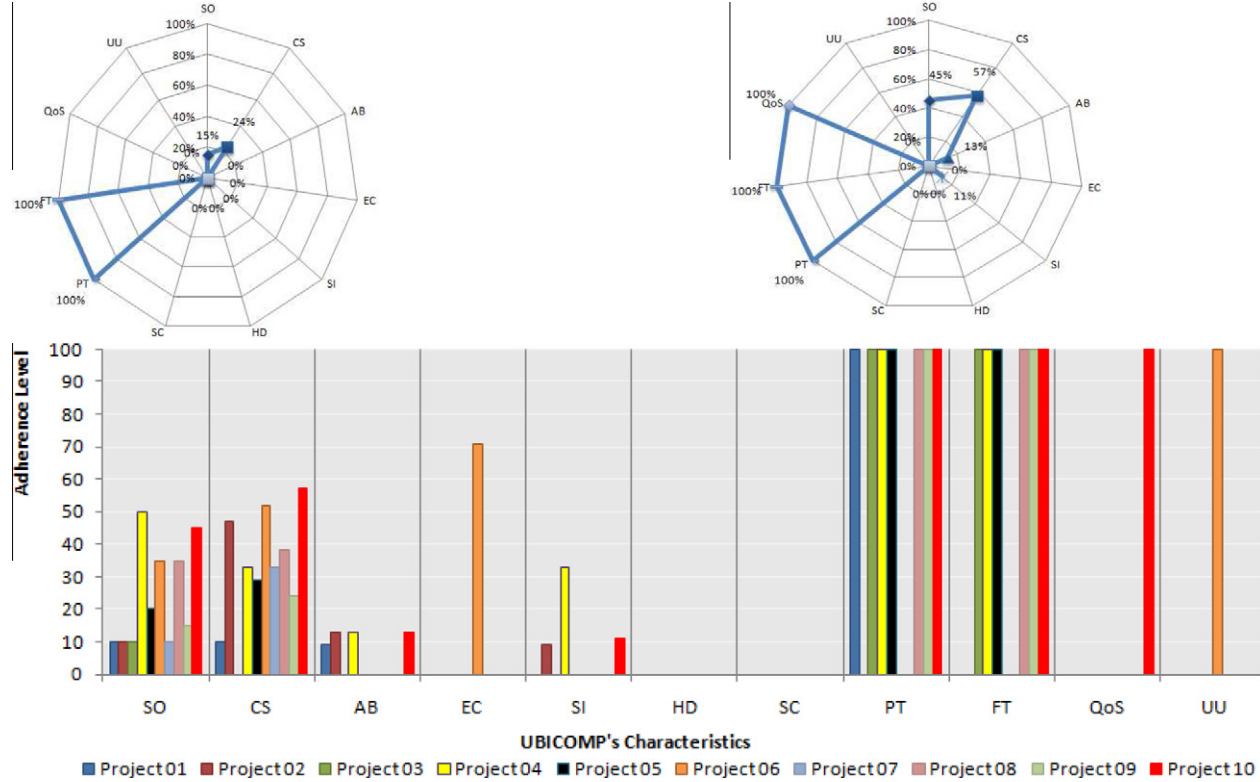 SO
100%
UU
CS
80%
60%
QoS
AB
40%
15%
24%
20%
0%
0%
0%
0%
0%
0%
FT
100%
EC
0%
0%
PT
100%
SI
SC
HD
SO
100%
UU
CS
80%
60%
45%
57%
100%
QoS
AB
40%
20%
13%
0%
0%
0%
100%
FT
EC
0%
0%
11%
PT
100%
SI
SC
HD
Adherence Level
100
90
80
70
60
50
40
30
20
10
0
SO CS AB EC SI HD SC PT FT QoS UU
UBICOMP's Characteristics
Project 01 Project 02 Project 03 Project 04 Project 05 Project 06 Project 07 Project 08 Project 09 Project 10